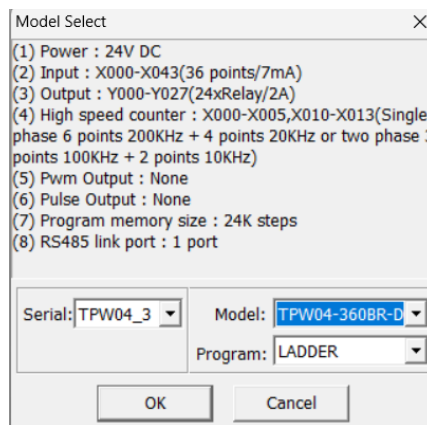 Model Select
(1) Power : 24V DC
(2) Input : X000-X043(36 points/7mA)
(3) Output : Y000-Y027(24xRelay/2A)
(4) High speed counter : X000-X005,X010-X013(Single
phase 6 points 200KHz + 4 points 20KHz or two phase
points 100KHz + 2 points 10KHz)
(5) Pwm Output : None
(6) Pulse Output : None
(7) Program memory size : 24K steps
(8) RS485 link port : 1 port
Serial: TPW04_3 Model: TPW04-360BR-D
Program: LADDER
OK Cancel